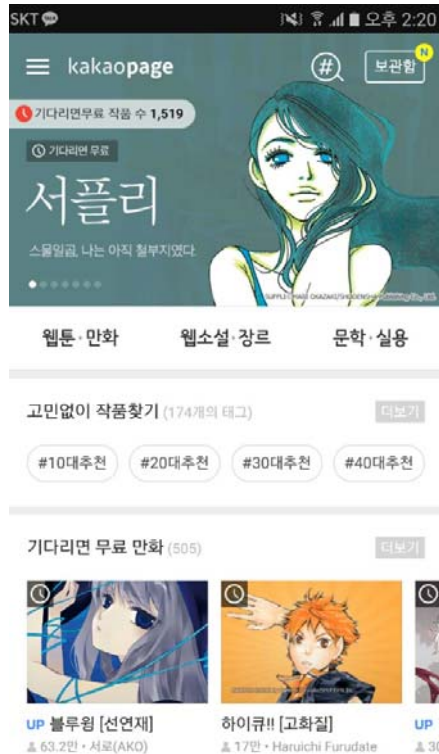 SKT 오후 2:20
kakaopage
# 보관함 N
기다리면무료 작품 수 1,519
기다리면 무료
서플리
스물일곱, 나는 아직 철부지였다.
웹툰·만화 웹소설·장르 문학·실용
고민없이 작품찾기 (174개의 태그) 더보기
#10대추천 #20대추천 #30대추천 #40대추천
기다리면 무료 만화 (505) 더보기
UP 블루윙 [선연재] 하이큐!! [고화질] UP
63.2만 • 서로(AKO) 17만 • Haruichi Furudate